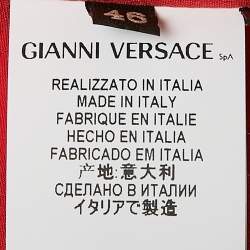 46
GIANNI VERSACE SpA
REALIZZATO IN ITALIA
MADE IN ITALY
FABRIQUE EN ITALIE
HECHO EN ITALIA
FABRICADO EM ITALIA
产地:意大利
СДЕЛАНО В ИТАЛИИ
イタリアで製造